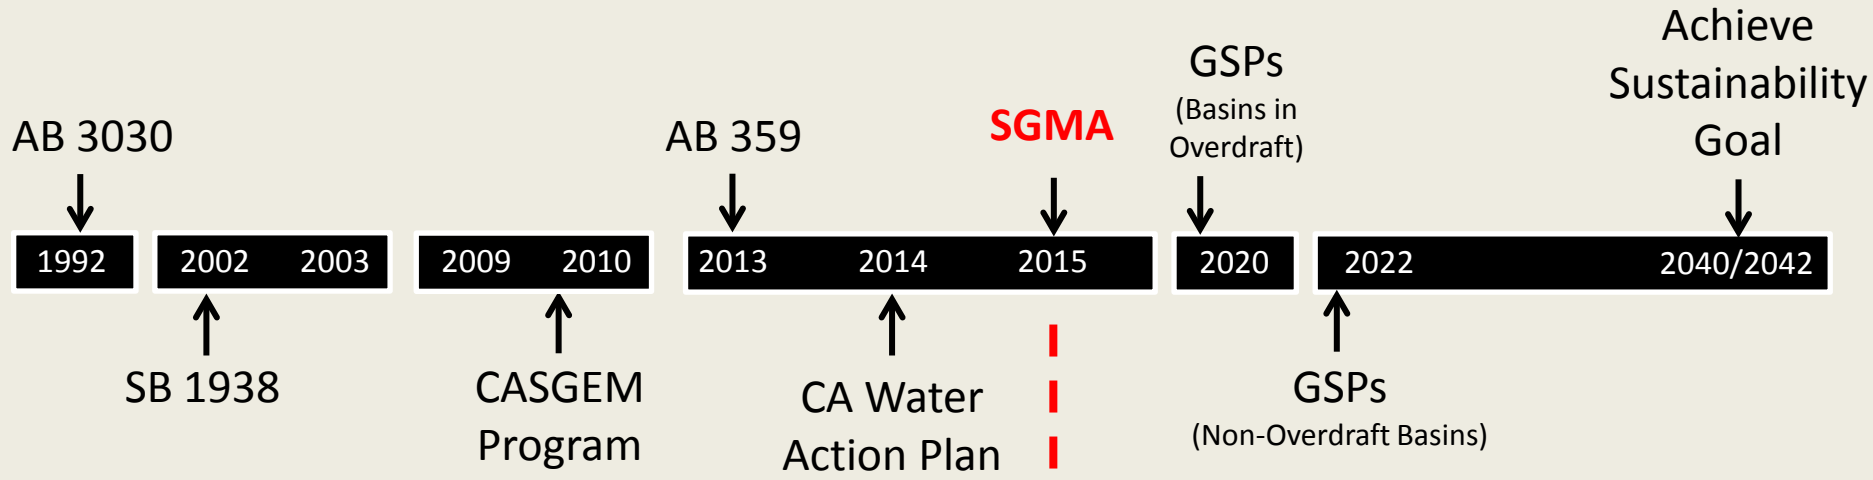 AB 3030
AB 359
SGMA
GSPs
(Basins in
Overdraft)
Achieve
Sustainability
Goal
1992
2002 2003
2009 2010
2013 2014 2015
2020
2022 2040/2042
SB 1938
CASGEM
Program
CA Water
Action Plan
GSPs
(Non-Overdraft Basins)